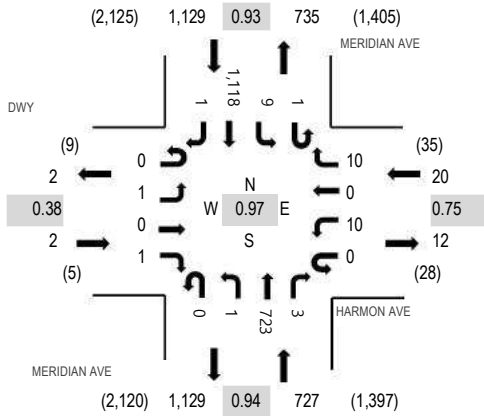 (2,125) 1,129 0.93 735 (1,405)
MERIDIAN AVE
DWY
1 1,118 9 1
(9) 0 10 (35)
2 1 0 20
0.38 N 0.75
W 0.97 E
S
2 0 10 12
(5) 1 0 (28)
0 1 723 3
HARMON AVE
MERIDIAN AVE
(2,120) 1,129 0.94 727 (1,397)